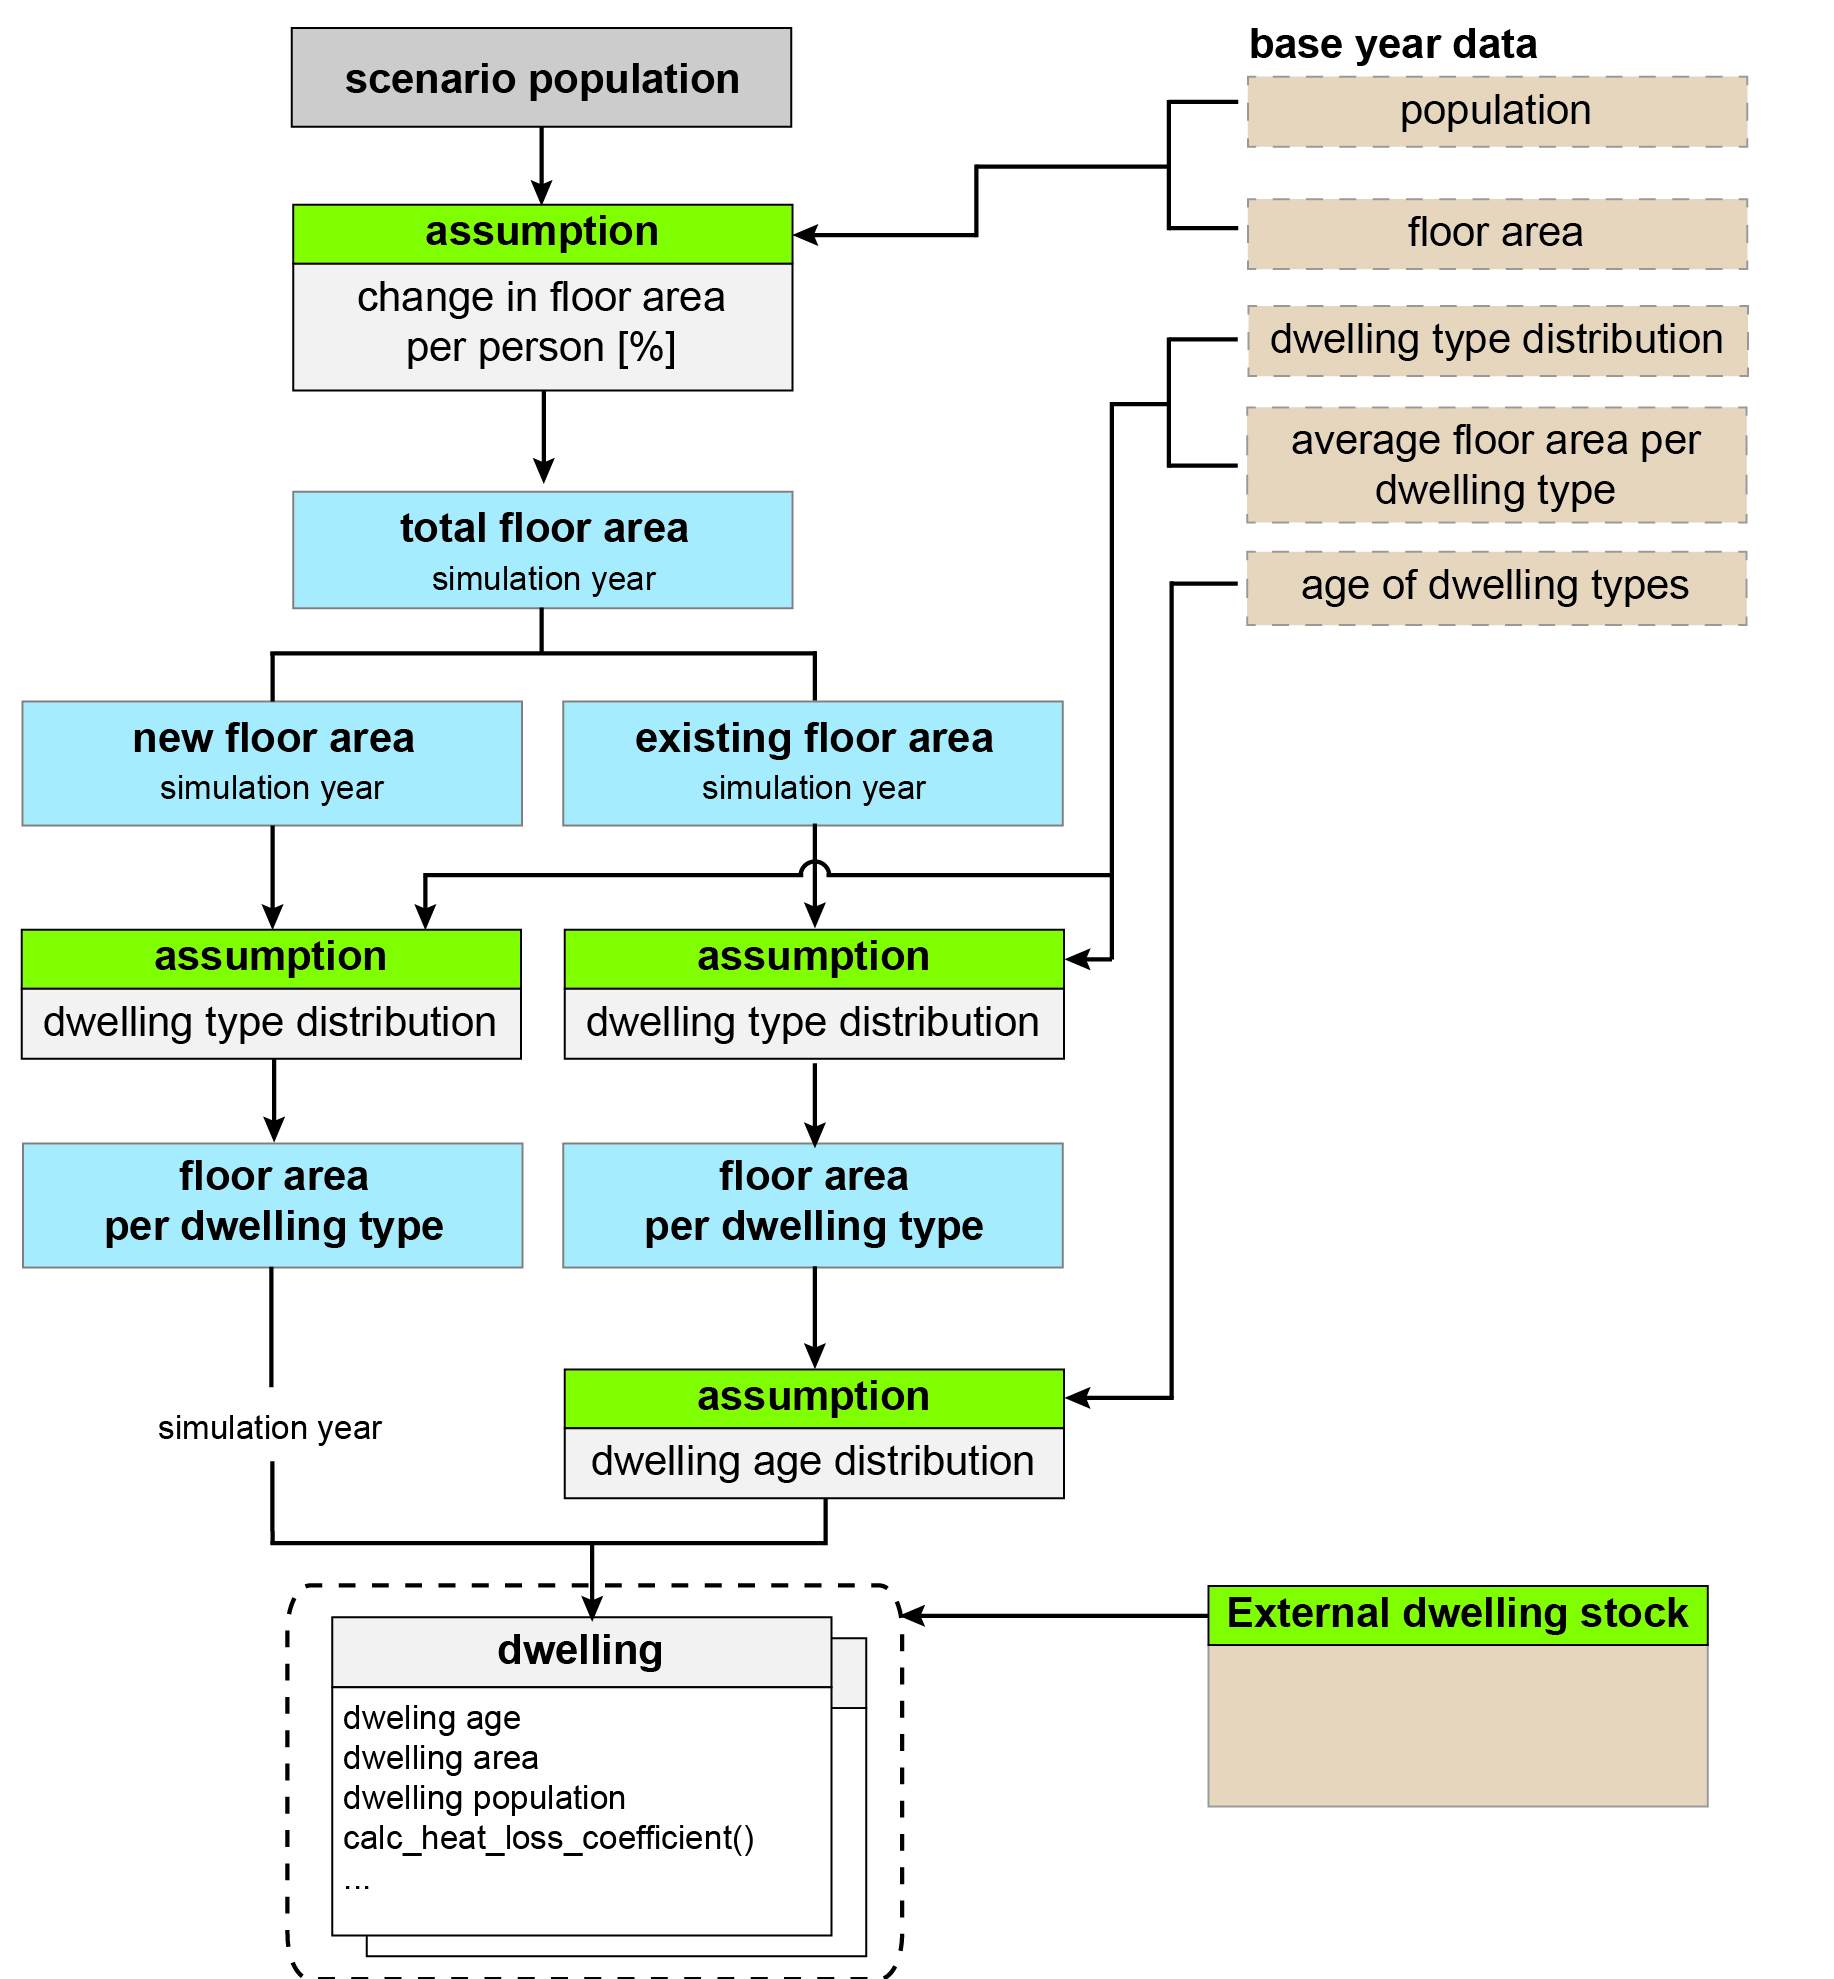 scenario population
base year data
population
assumption
floor area
change in floor area
per person [%]
dwelling type distribution
average floor area per
dwelling type
total floor area
simulation year
age of dwelling types
new floor area
simulation year
existing floor area
simulation year
assumption
dwelling type distribution
assumption
dwelling type distribution
floor area
per dwelling type
floor area
per dwelling type
assumption
dwelling age distribution
simulation year
External dwelling stock
dwelling
dweling age
dwelling area
dwelling population
calc_heat_loss_coefficient()
...